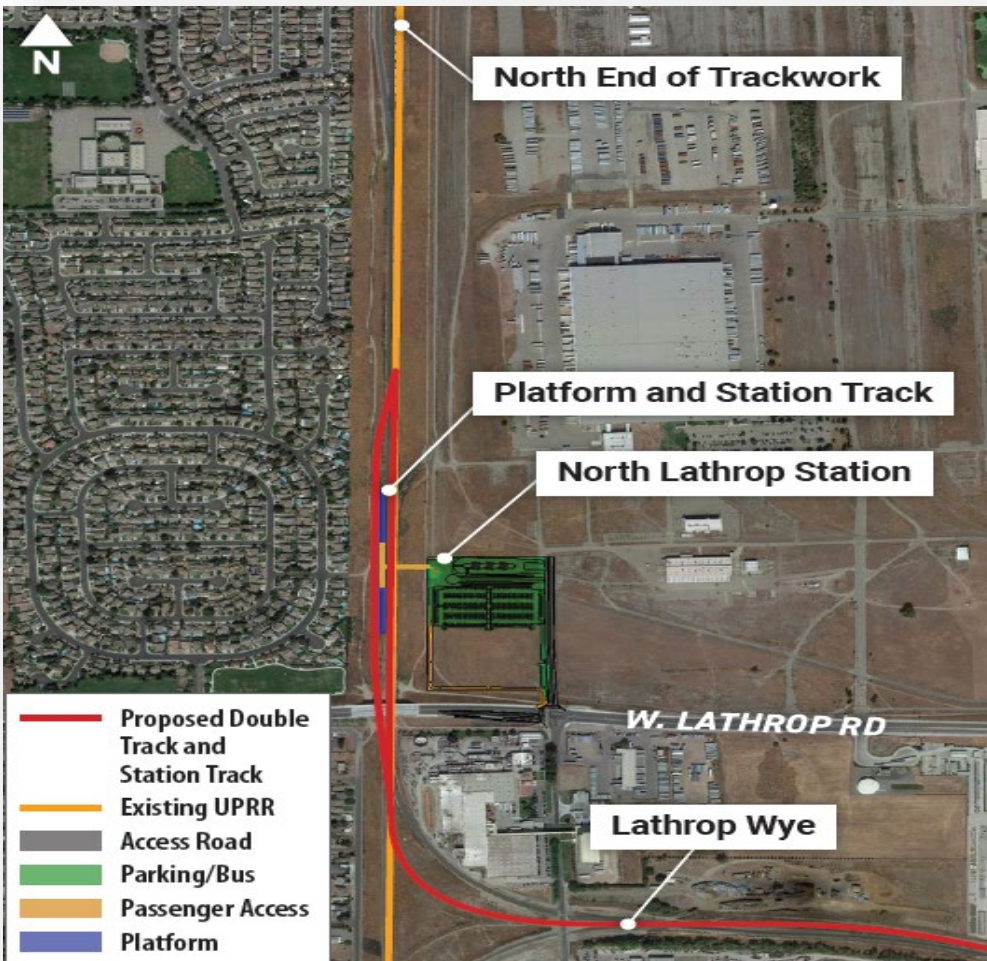 N
North End of Trackwork
Platform and Station Track
North Lathrop Station
W. LATHROP RD
Lathrop Wye
Proposed Double
Track and
Station Track
Existing UPRR
Access Road
Parking/Bus
Passenger Access
Platform